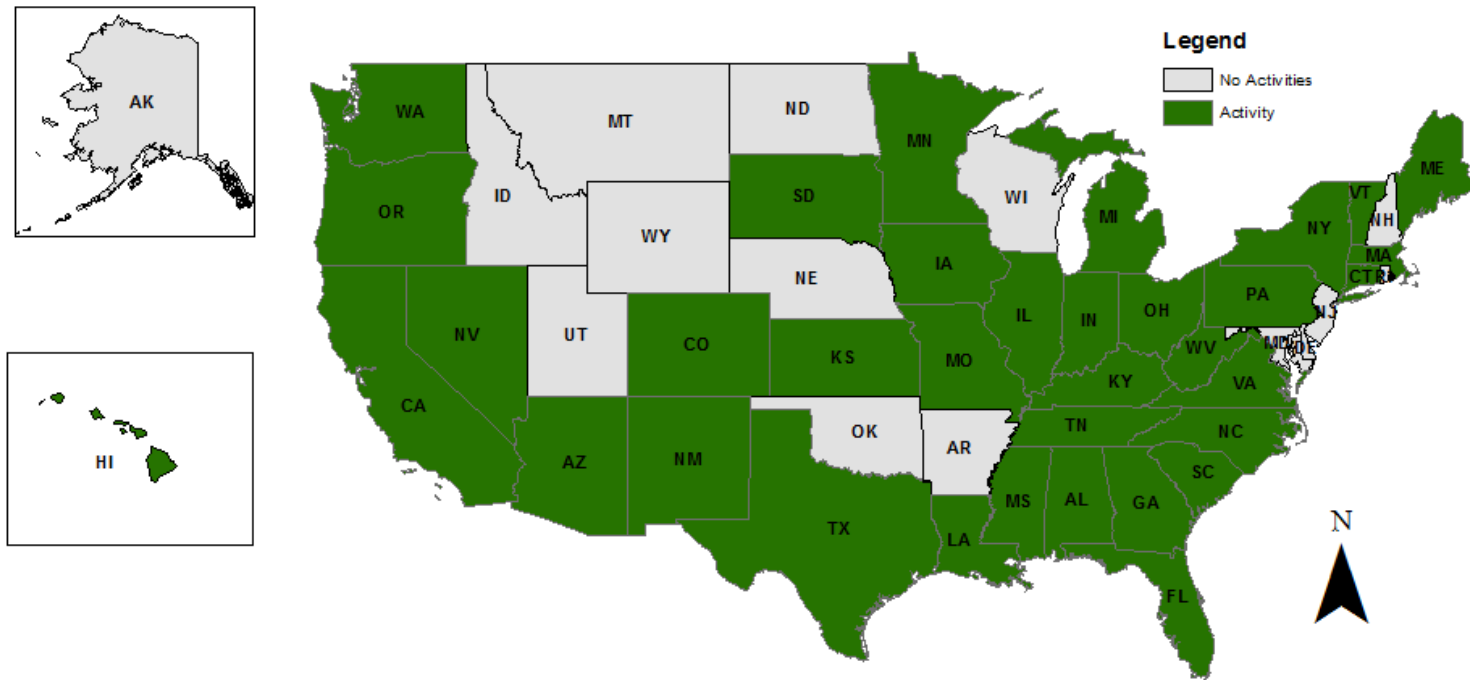 Legend
No Activities
Activity
AK
WA
MT
ND
MN
ME
OR
ID
SD
WI
MI
VT
NH
NY
WY
MA
IA
NE
CT
RI
PA
NV
UT
CO
IL
IN
OH
NJ
KS
MO
WV
MD
DE
KY
VA
CA
HI
AZ
NM
OK
AR
TN
NC
SC
MS
AL
GA
TX
LA
FL
N